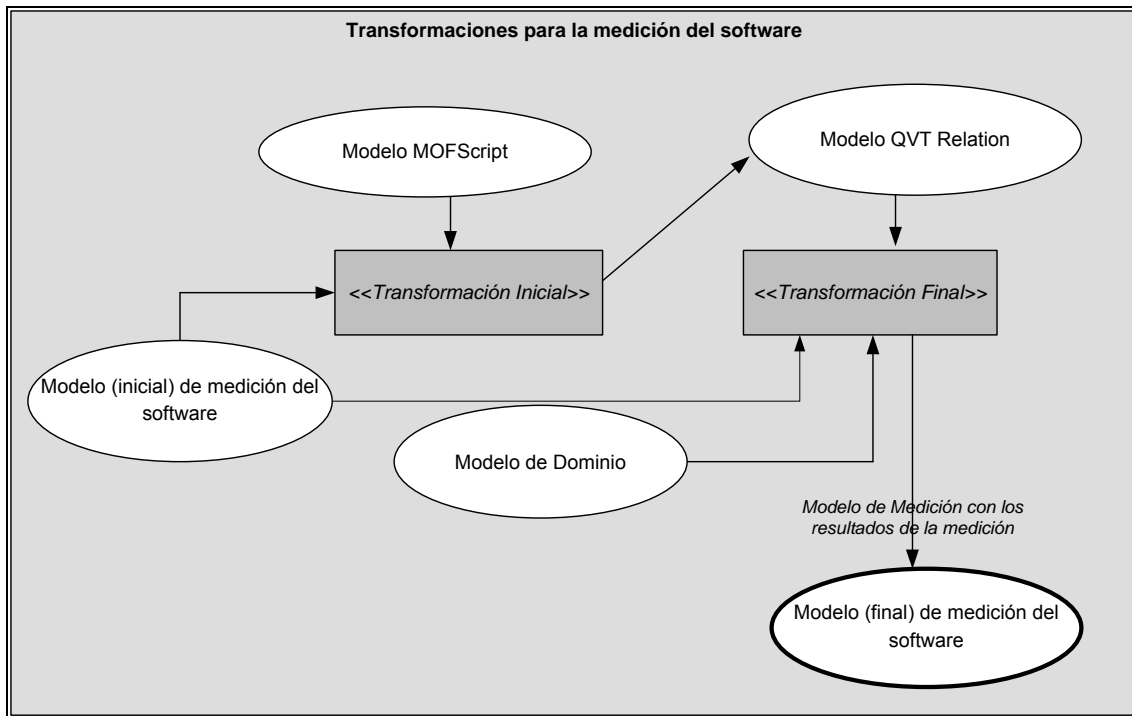 Transformaciones para la medición del software
Modelo MOFScript
Modelo QVT Relation
<<Transformación Inicial>>
<<Transformación Final>>
Modelo (inicial) de medición del
software
Modelo de Dominio
Modelo de Medición con los
resultados de la medición
Modelo (final) de medición del
software